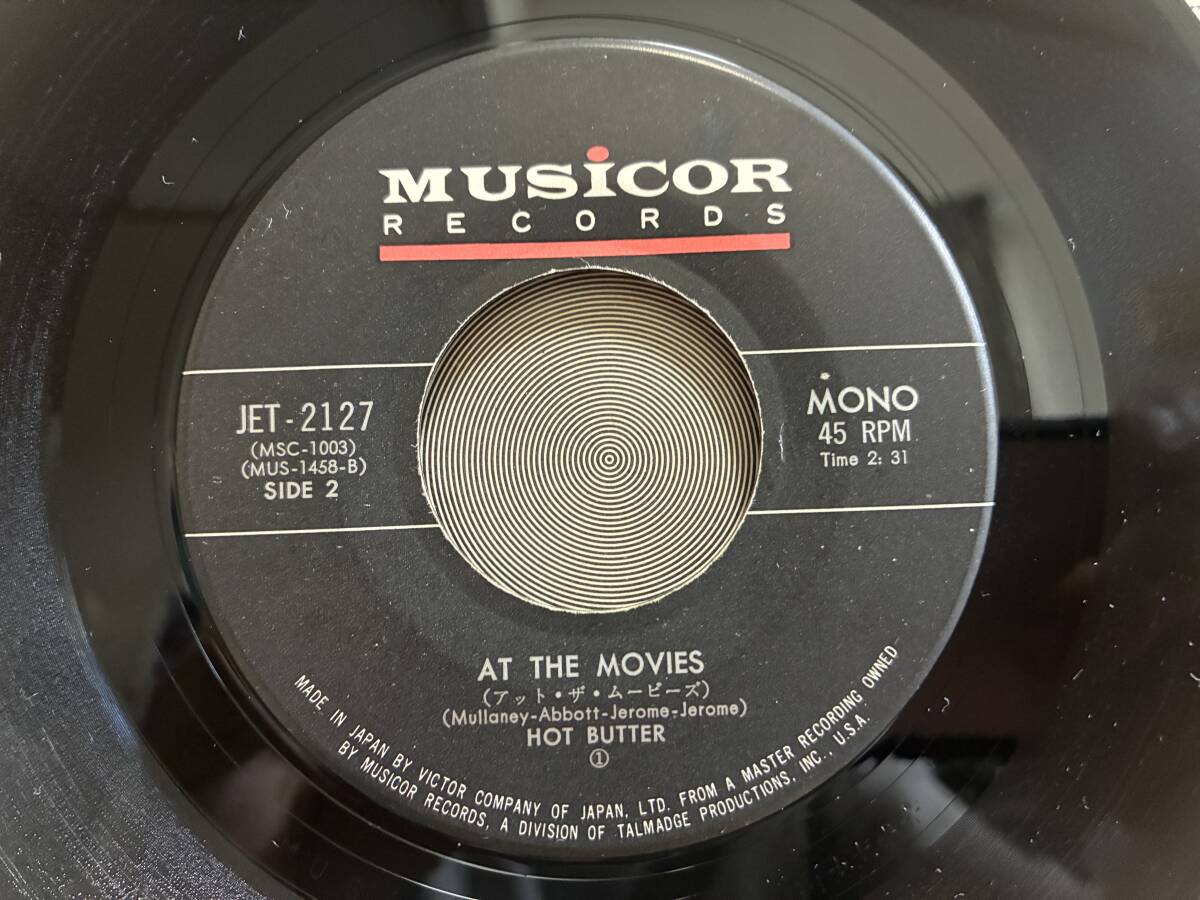 MUSiCOR
RECORDS
JET-2127
(MSC-1003)
(MUS-1458-B)
SIDE 2
MONO
45 RPM
Time 2: 31
AT THE MOVIES
(アット・ザ・ムービーズ)
(Mullaney-Abbott-Jerome-Jerome)
HOT BUTTER
①
MADE IN JAPAN BY VICTOR COMPANY OF JAPAN, LTD. FROM A MASTER RECORDING OWNED
BY MUSICOR RECORDS, A DIVISION OF TALMADGE PRODUCTIONS, INC., U.S.A.